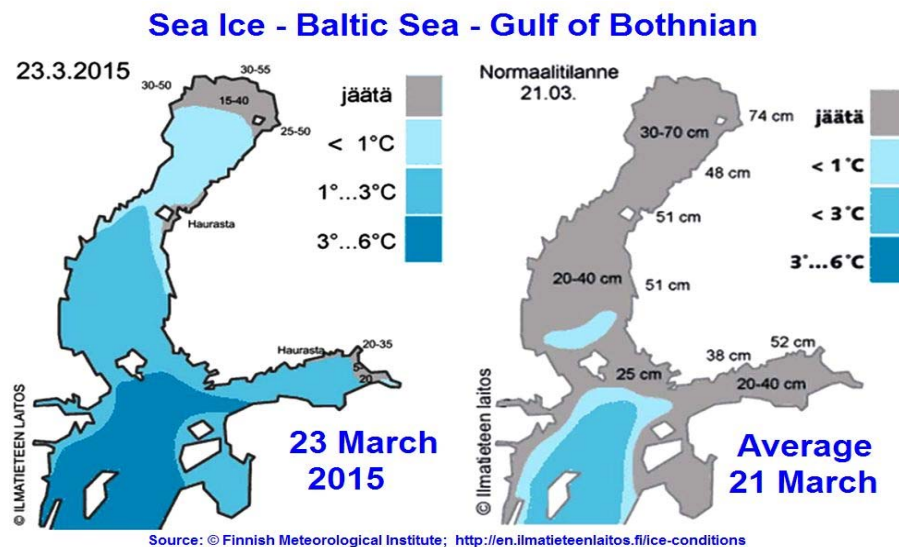 Sea Ice - Baltic Sea - Gulf of Bothnian
23.3.2015
30-55
30-50
15-40
25-50
Haurasta
jäätä
< 1°C
1°...3°C
3°...6°C
Haurasta
20-35
5-
20
23 March
2015
© ILMATIETEEN LAITOS
Normaalitilanne
21.03.
74 cm
30-70 cm
48 cm
51 cm
20-40 cm
51 cm
jäätä
< 1°C
< 3°C
3°...6°C
52 cm
38 cm
25 cm
20-40 cm
Average
21 March
© Ilmatieteen laitos
Source: © Finnish Meteorological Institute; http://en.ilmatieteenlaitos.fi/ice-conditions